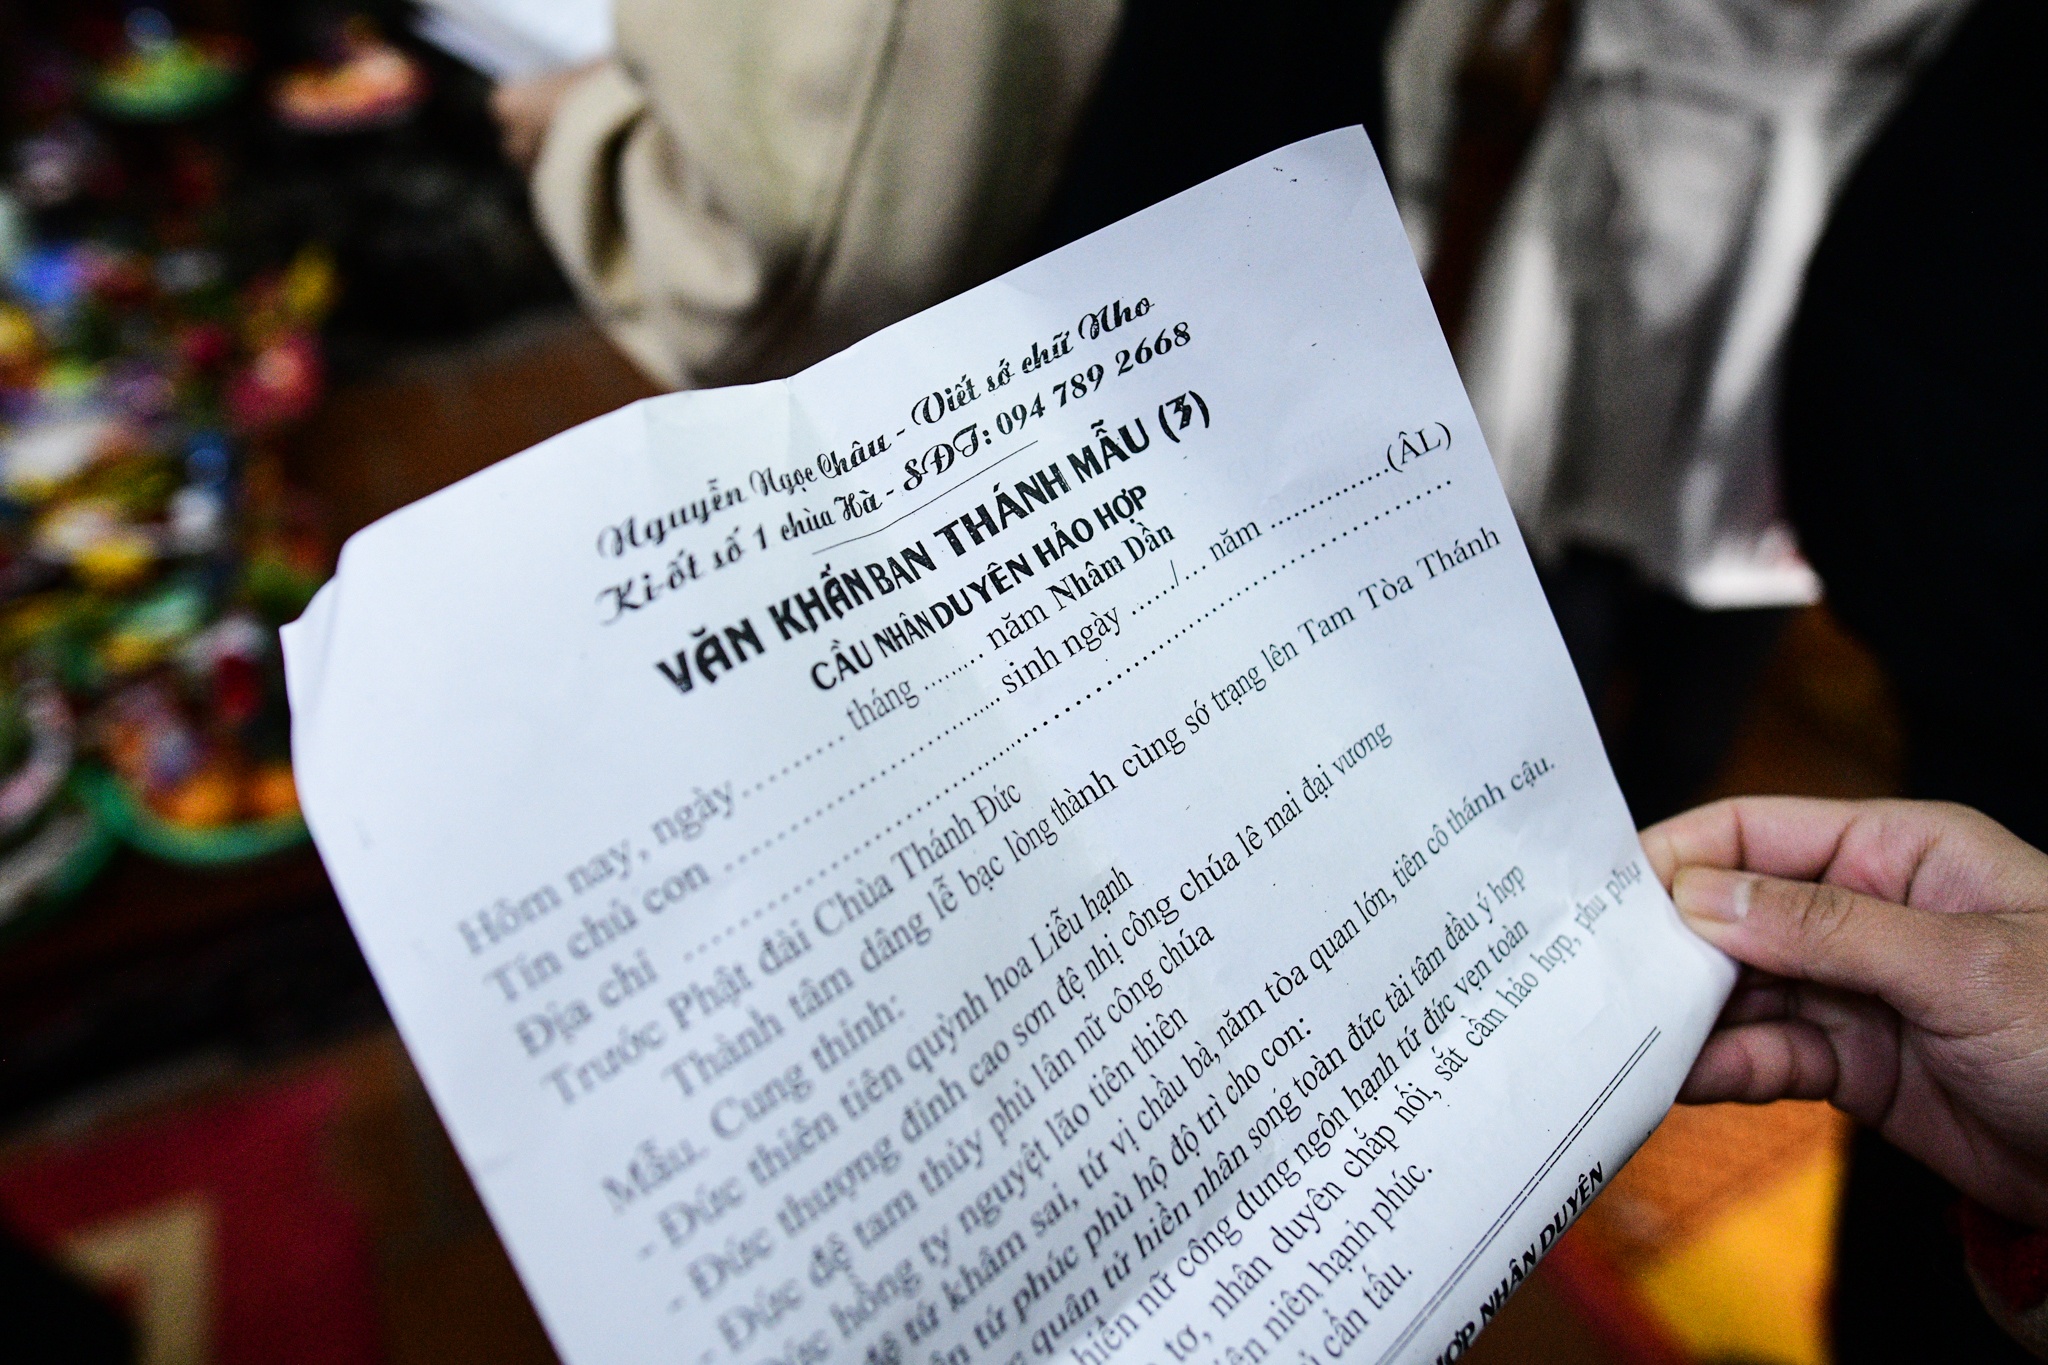 Nguyễn Ngọc Châu - Viết sớ chữ Nho
Ki-ốt số 1 chùa Hà - SĐT: 094 789 2668
VĂN KHẤN BAN THÁNH MẪU (3)
CẦU NHÂN DUYÊN HẢO HỢP
Hôm nay, ngày............ tháng .......... năm Nhâm Dần
Tín chủ con .............................. sinh ngày ....../... năm ...............(ÂL)
Địa chỉ ..........................................................................
Trước Phật đài Chùa Thánh Đức
Thành tâm dâng lễ bạc lòng thành cùng sớ trạng lên Tam Tòa Thánh
Mẫu. Cung thỉnh:
- Đức thiên tiên quỳnh hoa Liễu hạnh
- Đức thượng đỉnh cao sơn đệ nhị công chúa lê mai đại vương
- Đức đệ tam thủy phủ lân nữ công chúa
Đức hồng ty nguyệt lão tiên thiên
đệ tứ khâm sai, tứ vị chầu bà, năm tòa quan lớn, tiên cô thánh cậu.
tứ phúc phù hộ độ trì cho con:
quân tử hiền nhân song toàn đức tài tâm đầu ý hợp
hiền nữ công dung ngôn hạnh tứ đức vẹn toàn
tơ, nhân duyên chắp nối, sắt cầm hảo hợp, phu phụ
niên hạnh phúc.
cẩn tấu.
HỢP NHÂN DUYÊN